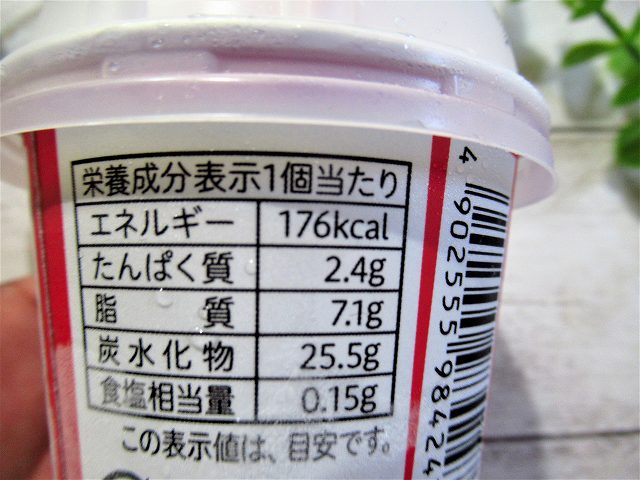 栄養成分表示1個当たり
エネルギー 176kcal
たんぱく質 2.4g
脂質 7.1g
炭水化物 25.5g
食塩相当量 0.15g
この表示値は、目安です。
4 902555 98424